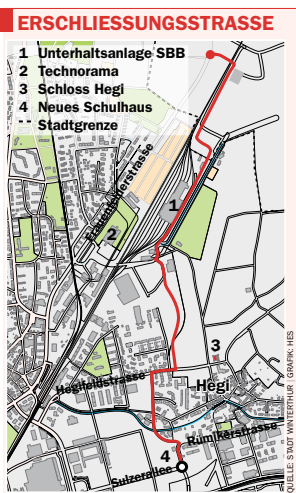 ERSCHLIESSUNGSSTRASSE
1 Unterhaltsanlage SBB
2 Technorama
3 Schloss Hegi
4 Neues Schulhaus
Stadtgrenze
Frauenfelderstrasse
1
2
3
Hegifeldstrasse
Hegi
Rümikerstrasse
4
Sulzerallee
QUELLE: STADT WINTERTHUR | GRAFIK: HES